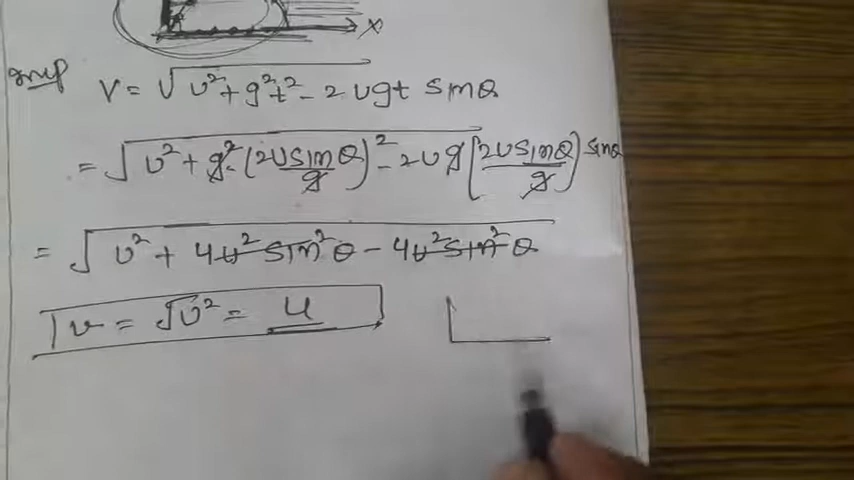 x
v = √u² + g²t² - 2ugt sinθ
= √u² + g² (2u sinθ/g)² - 2ug [2u sinθ/g] sinθ
= √u² + 4u² sin²θ - 4u² sin²θ
v = √u² = u